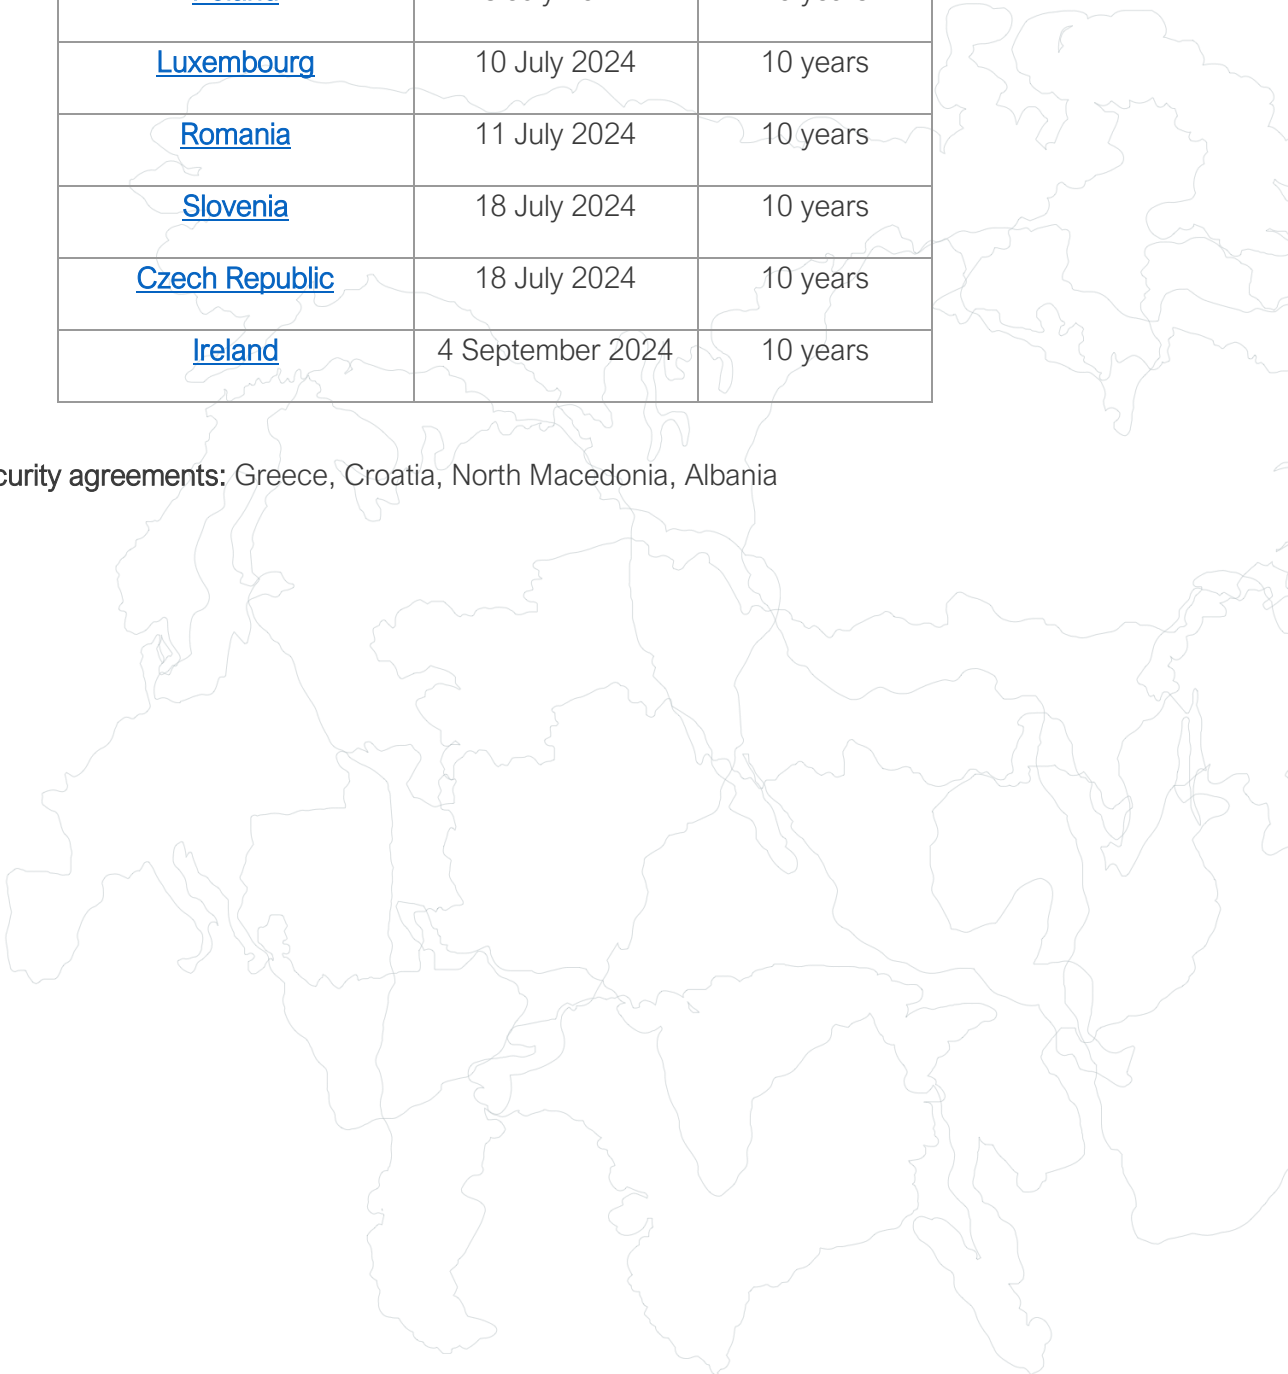 Luxembourg 10 July 2024 10 years
Romania 11 July 2024 10 years
Slovenia 18 July 2024 10 years
Czech Republic 18 July 2024 10 years
Ireland 4 September 2024 10 years
curity agreements: Greece, Croatia, North Macedonia, Albania